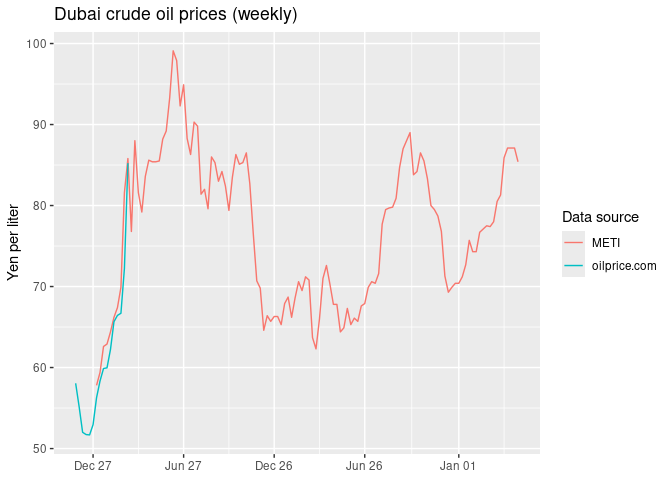 Dubai crude oil prices (weekly)
100
90
80
70
60
50
Yen per liter
Dec 27
Jun 27
Dec 26
Jun 26
Jan 01
Data source
METI
oilprice.com